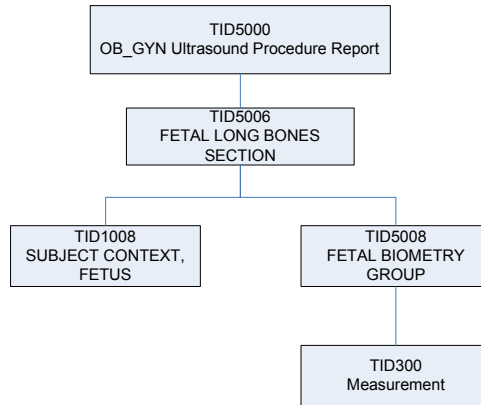 TID5000
OB_GYN Ultrasound Procedure Report
TID5006
FETAL LONG BONES
SECTION
TID1008
SUBJECT CONTEXT,
FETUS
TID5008
FETAL BIOMETRY
GROUP
TID300
Measurement